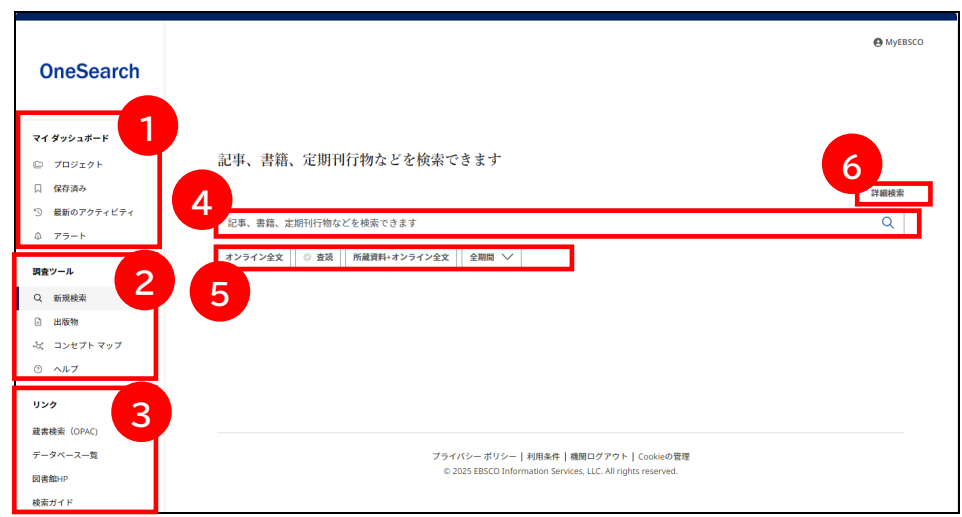 MyEBSCO
OneSearch
1
マイ ダッシュボード
プロジェクト
保存済み
最新のアクティビティ
アラート
2
調査ツール
新規検索
出版物
コンセプト マップ
ヘルプ
3
リンク
蔵書検索（OPAC)
データベース一覧
図書館HP
検索ガイド
記事、書籍、定期刊行物などを検索できます
6
詳細検索
4
記事、書籍、定期刊行物などを検索できます
5
オンライン全文 査読 所蔵資料+オンライン全文 全期間
プライバシー ポリシー | 利用条件 | 機関ログアウト | Cookieの管理
© 2025 EBSCO Information Services, LLC. All rights reserved.